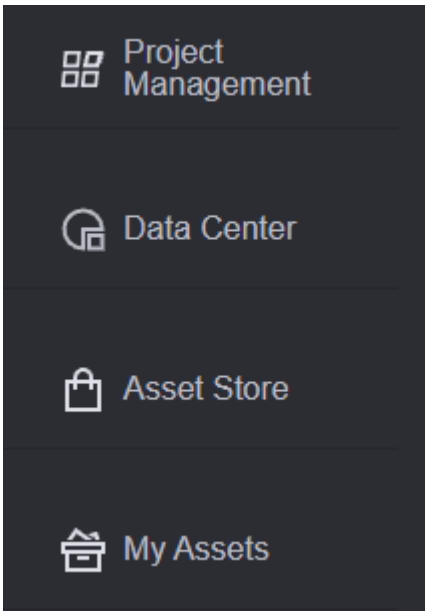 Project
Management
Data Center
Asset Store
My Assets